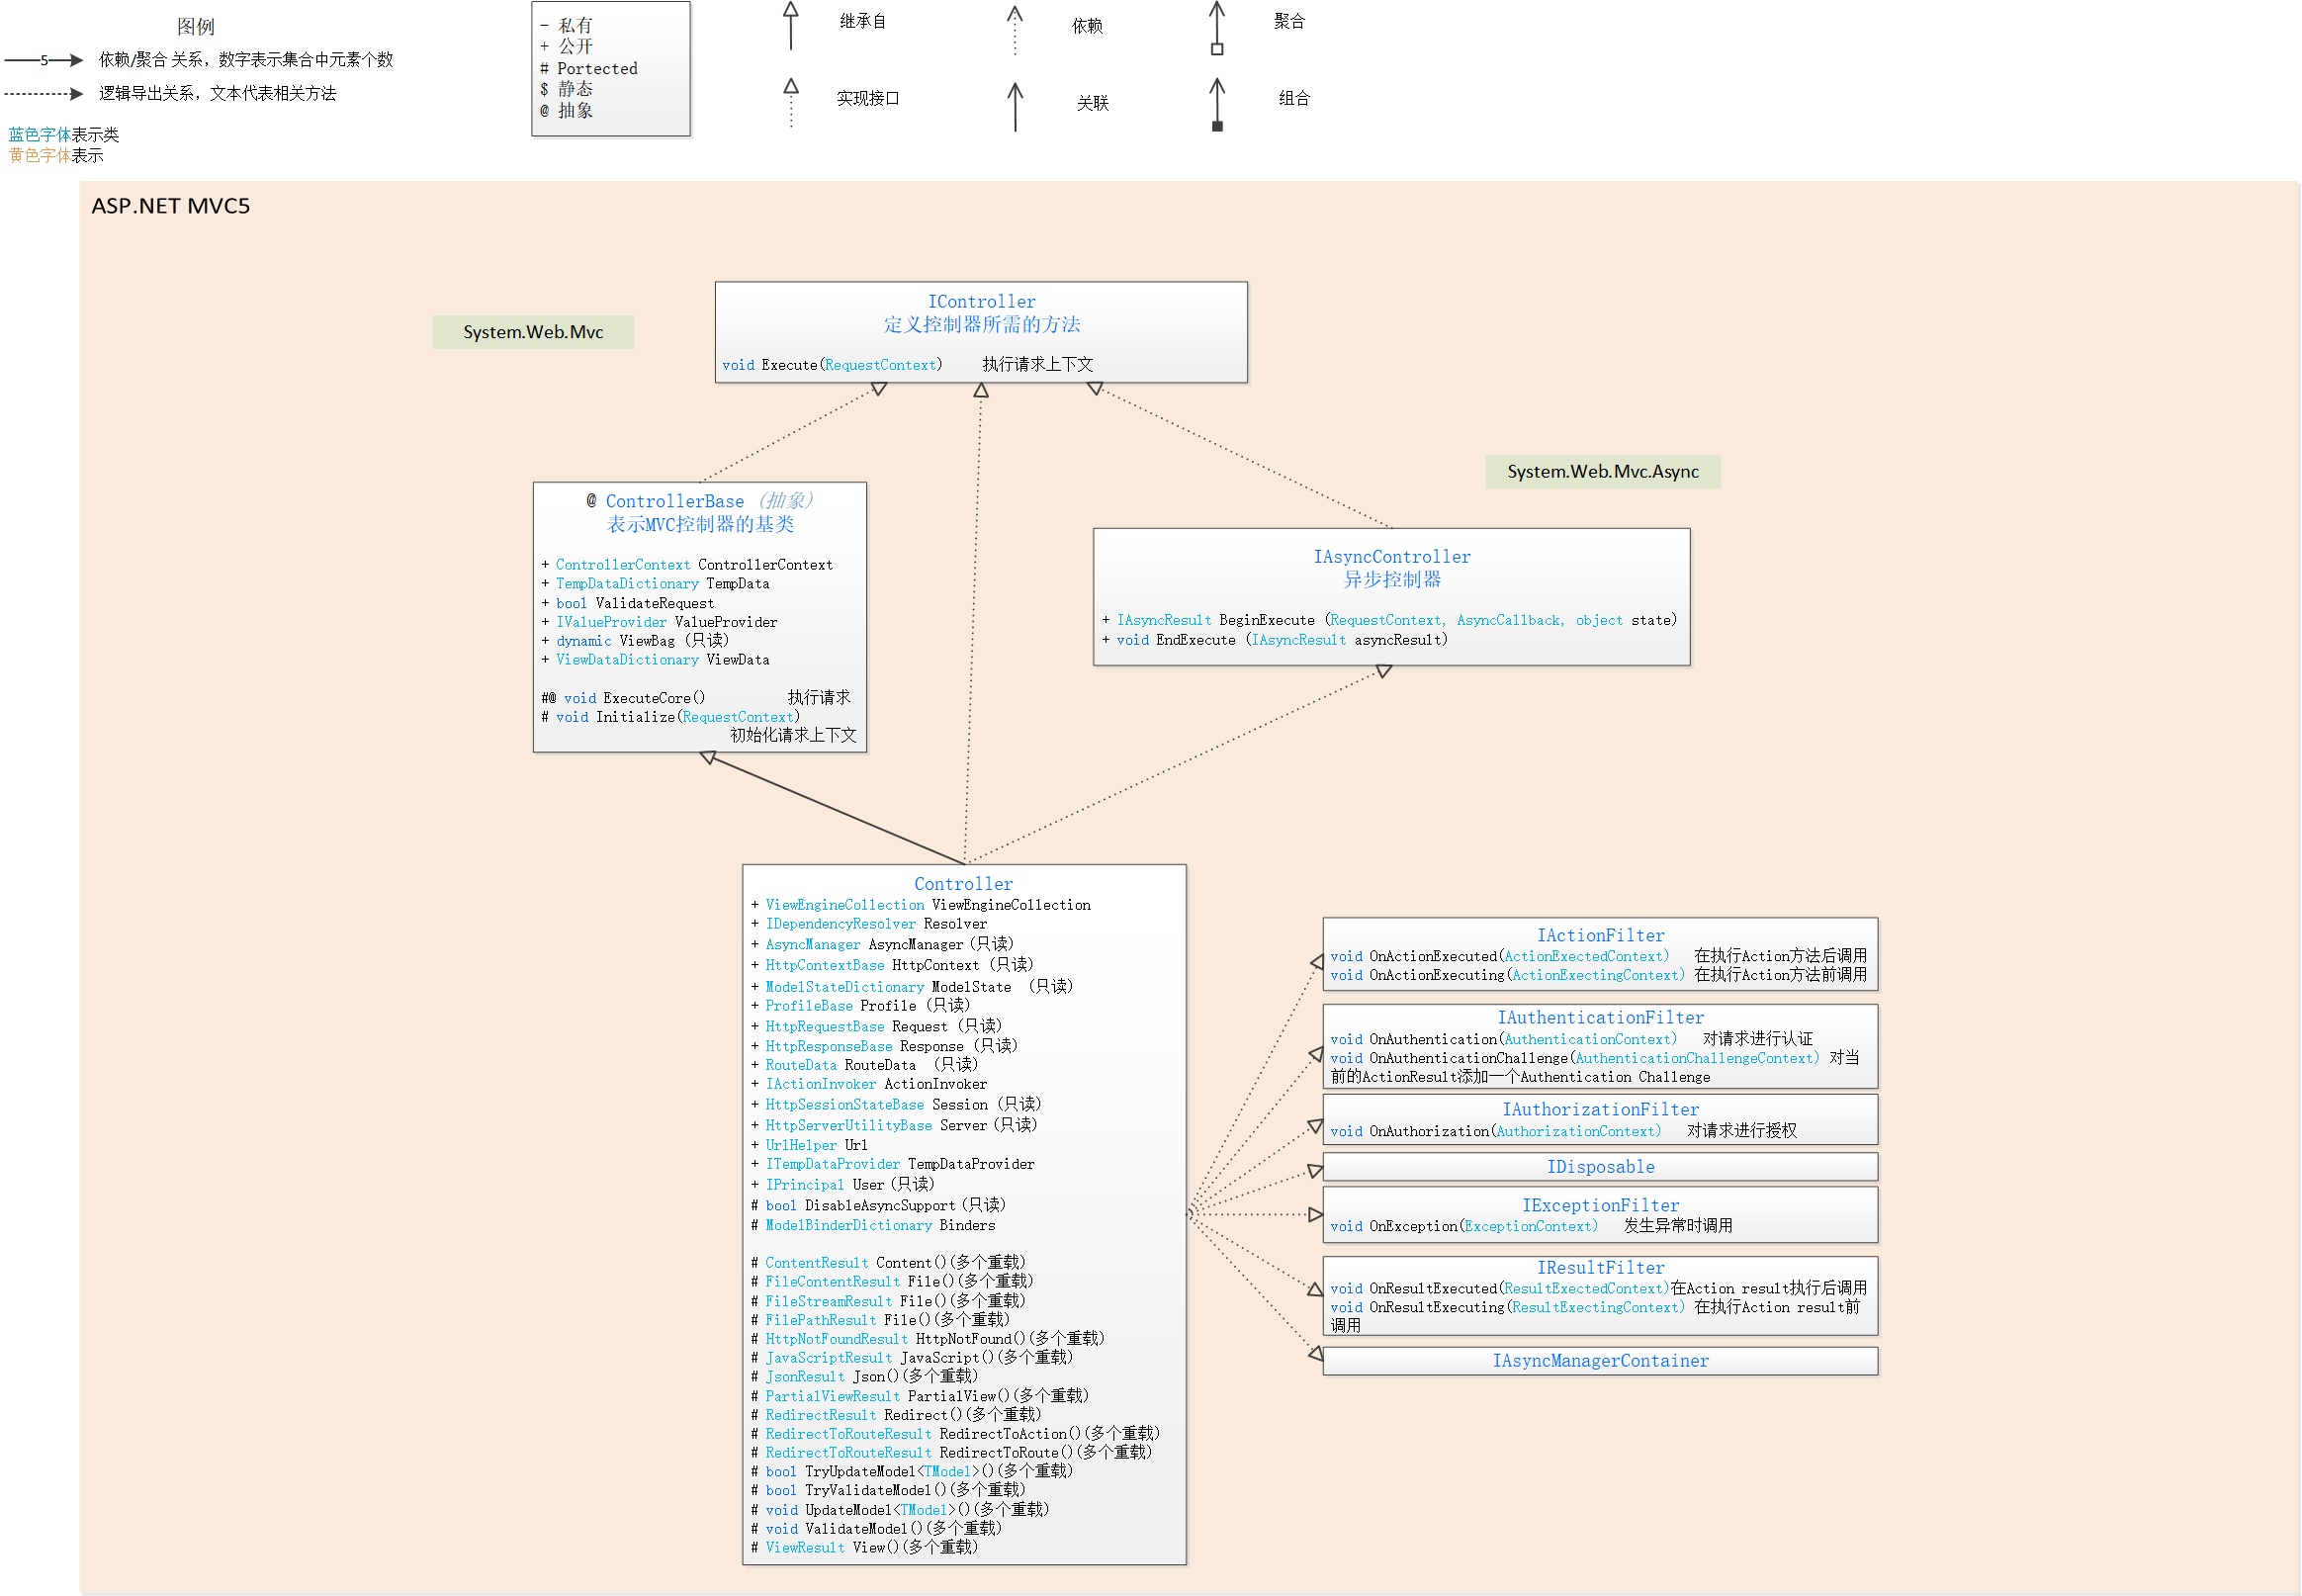 图例
5
依赖/聚合 关系，数字表示集合中元素个数
逻辑导出关系，文本代表相关方法
蓝色字体表示类
黄色字体表示
- 私有
+ 公开
# Portected
$ 静态
@ 抽象
继承自
依赖
聚合
实现接口
关联
组合
ASP.NET MVC5
System.Web.Mvc
IController
定义控制器所需的方法
void Execute(RequestContext) 执行请求上下文
System.Web.Mvc.Async
@ ControllerBase (抽象)
表示MVC控制器的基类
+ ControllerContext ControllerContext
+ TempDataDictionary TempData
+ bool ValidateRequest
+ IValueProvider ValueProvider
+ dynamic ViewBag (只读)
+ ViewDataDictionary ViewData
#@ void ExecuteCore() 执行请求
# void Initialize(RequestContext)
初始化请求上下文
IAsyncController
异步控制器
+ IAsyncResult BeginExecute (RequestContext, AsyncCallback, object state)
+ void EndExecute (IAsyncResult asyncResult)
Controller
+ ViewEngineCollection ViewEngineCollection
+ IDependencyResolver Resolver
+ AsyncManager AsyncManager (只读)
+ HttpContextBase HttpContext (只读)
+ ModelStateDictionary ModelState (只读)
+ ProfileBase Profile (只读)
+ HttpRequestBase Request (只读)
+ HttpResponseBase Response (只读)
+ RouteData RouteData (只读)
+ IActionInvoker ActionInvoker
+ HttpSessionStateBase Session (只读)
+ HttpServerUtilityBase Server (只读)
+ UrlHelper Url
+ ITempDataProvider TempDataProvider
+ IPrincipal User (只读)
# bool DisableAsyncSupport (只读)
# ModelBinderDictionary Binders
# ContentResult Content()(多个重载)
# FileContentResult File()(多个重载)
# FileStreamResult File()(多个重载)
# FilePathResult File()(多个重载)
# HttpNotFoundResult HttpNotFound()(多个重载)
# JavaScriptResult JavaScript()(多个重载)
# JsonResult Json()(多个重载)
# PartialViewResult PartialView()(多个重载)
# RedirectResult Redirect()(多个重载)
# RedirectToRouteResult RedirectToAction()(多个重载)
# RedirectToRouteResult RedirectToRoute()(多个重载)
# bool TryUpdateModel<TModel>()(多个重载)
# bool TryValidateModel()(多个重载)
# void UpdateModel<TModel>()(多个重载)
# void ValidateModel()(多个重载)
# ViewResult View()(多个重载)
IActionFilter
void OnActionExecuted(ActionExectedContext) 在执行Action方法后调用
void OnActionExecuting(ActionExectingContext) 在执行Action方法前调用
IAuthenticationFilter
void OnAuthentication(AuthenticationContext) 对请求进行认证
void OnAuthenticationChallenge(AuthenticationChallengeContext) 对当
前的ActionResult添加一个Authentication Challenge
IAuthorizationFilter
void OnAuthorization(AuthorizationContext) 对请求进行授权
IDisposable
IExceptionFilter
void OnException(ExceptionContext) 发生异常时调用
IResultFilter
void OnResultExecuted(ResultExectedContext)在Action result执行后调用
void OnResultExecuting(ResultExectingContext) 在执行Action result前
调用
IAsyncManagerContainer